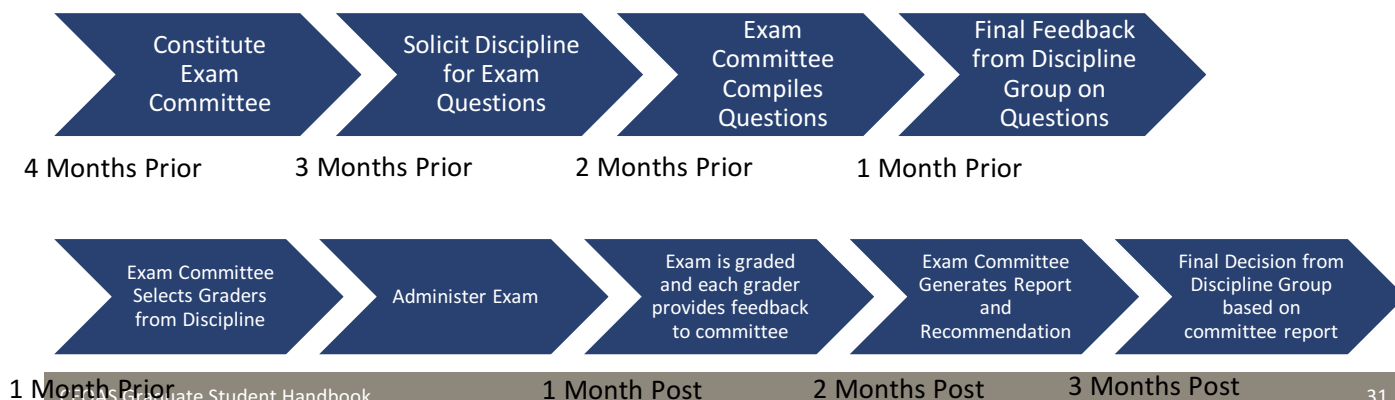 Constitute
Exam
Committee
Solicit Discipline
for Exam
Questions
Exam
Committee
Compiles
Questions
Final Feedback
from Discipline
Group on
Questions
4 Months Prior
3 Months Prior
2 Months Prior
1 Month Prior
Exam Committee
Selects Graders
from Discipline
Administer Exam
Exam is graded
and each grader
provides feedback
to committee
Exam Committee
Generates Report
and
Recommendation
Final Decision from
Discipline Group
based on
committee report
1 Month Prior
1 Month Post
2 Months Post
3 Months Post
Graduate Student Handbook
31